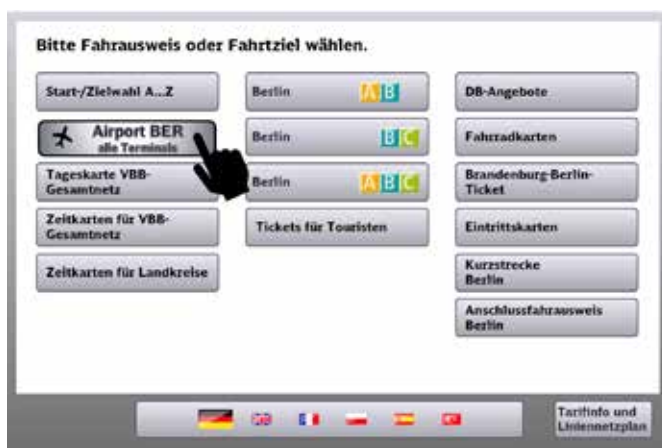 Bitte Fahrausweis oder Fahrtziel wählen.
Start-/Zielwahl A...Z
Airport BER
alle Terminals
Tageskarte VBB-
Gesamtnetz
Zeitkarten für VBB-
Gesamtnetz
Zeitkarten für Landkreise
Berlin A B
Berlin B C
Berlin A B C
Tickets für Touristen
DB-Angebote
Fahrradkarten
Brandenburg-Berlin-
Ticket
Eintrittskarten
Kurzstrecke
Berlin
Anschlussfahrausweis
Berlin
Tarifinfo und
Liniennetzplan